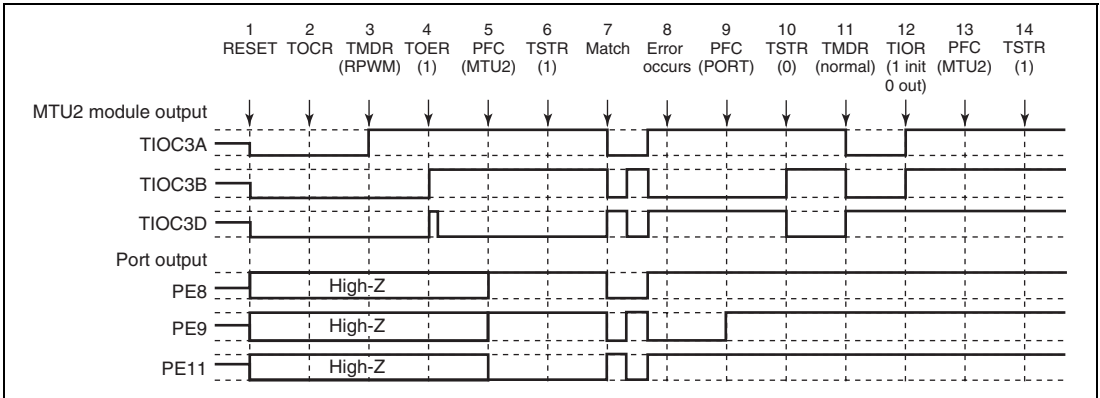 1 2 3 4 5 6 7 8 9 10 11 12 13 14
RESET TOCR TMDR TOER PFC TSTR Match Error PFC TSTR TMDR TIOR PFC TSTR
(RPWM) (1) (MTU2) (1) occurs (PORT) (0) (normal) (1 init (MTU2) (1)
0 out)
MTU2 module output
TIOC3A
TIOC3B
TIOC3D
Port output
PE8 High-Z
PE9 High-Z
PE11 High-Z